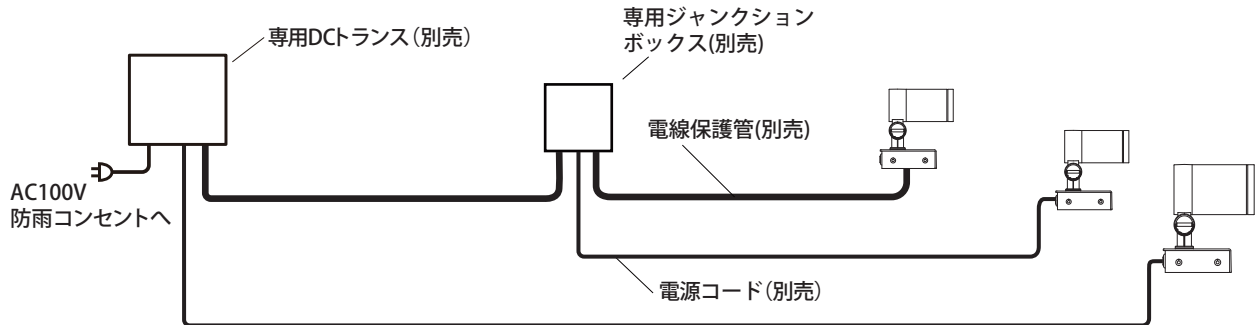 専用DCトランス（別売）
専用ジャンクション
ボックス(別売)
電線保護管(別売)
AC100V
防雨コンセントへ
電源コード（別売）